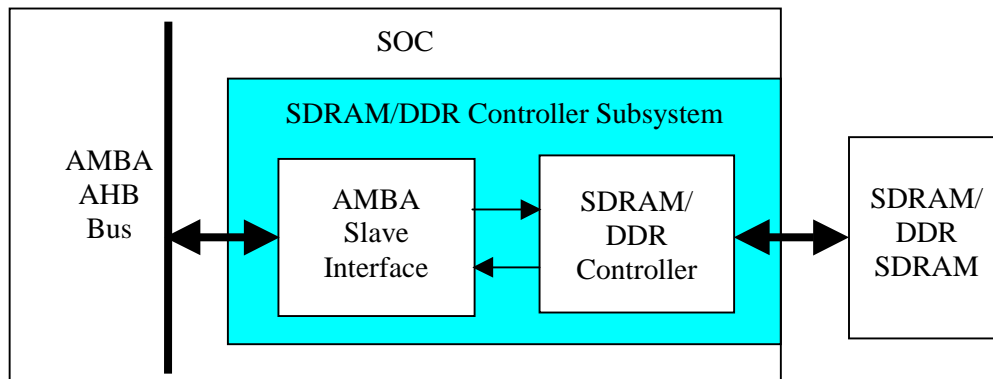 SOC
SDRAM/DDR Controller Subsystem
AMBA
AHB
Bus
AMBA
Slave
Interface
SDRAM/
DDR
Controller
SDRAM/
DDR
SDRAM